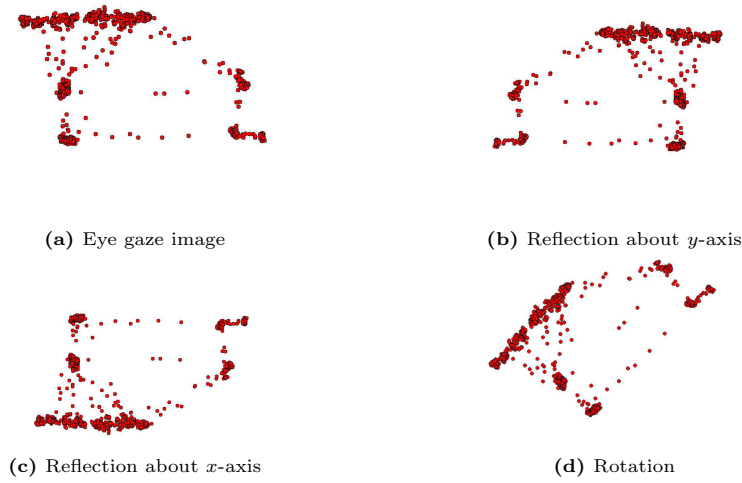 (a) Eye gaze image
(b) Reflection about y-axis
(c) Reflection about x-axis
(d) Rotation